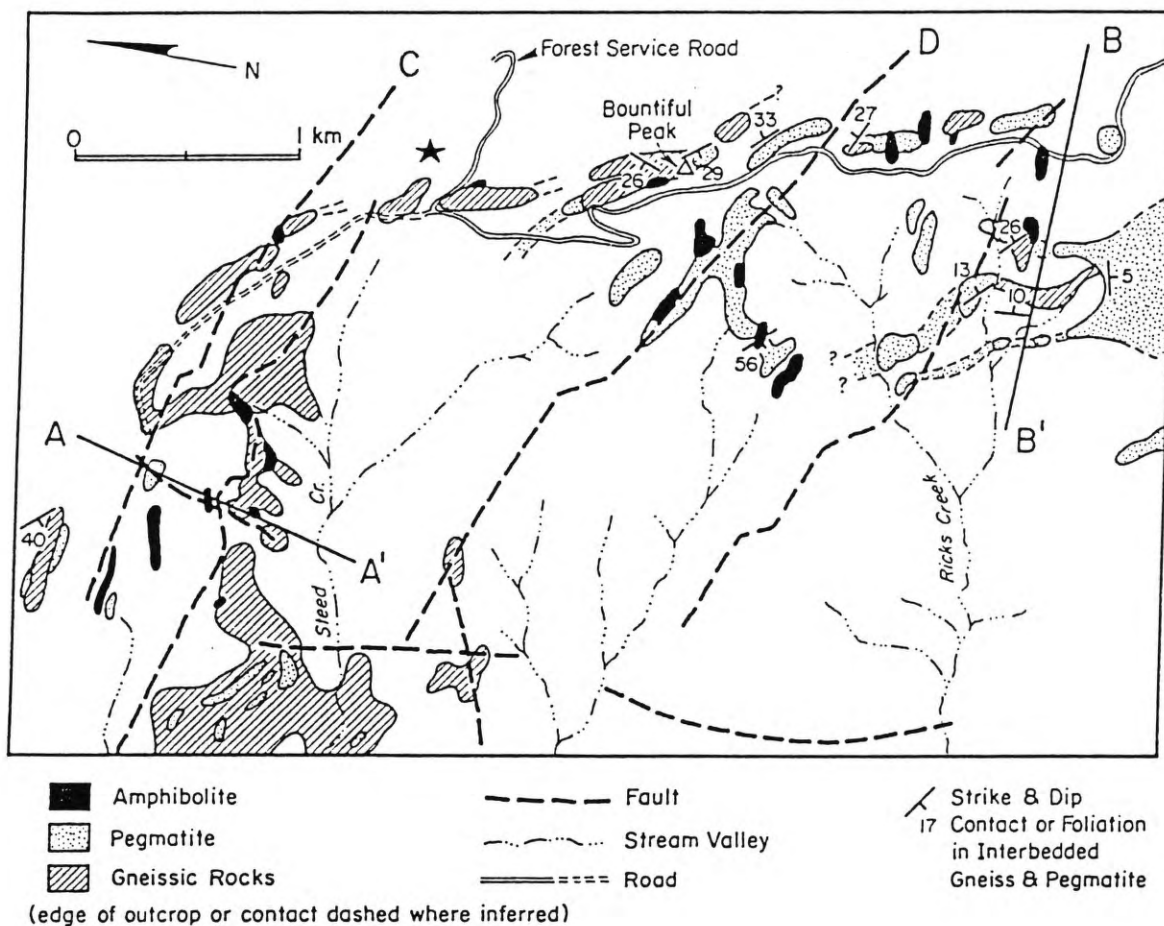 N
0
1 km
C
Forest Service Road
D
B
Bountiful
Peak
?
33
27
26
29
26
13
10
5
?
?
56
A
40
A'
B'
Steed
Cr.
Ricks Creek
Amphibolite
Pegmatite
Gneissic Rocks
(edge of outcrop or contact dashed where inferred)
Fault
Stream Valley
Road
Strike & Dip
17 Contact or Foliation
in Interbedded
Gneiss & Pegmatite